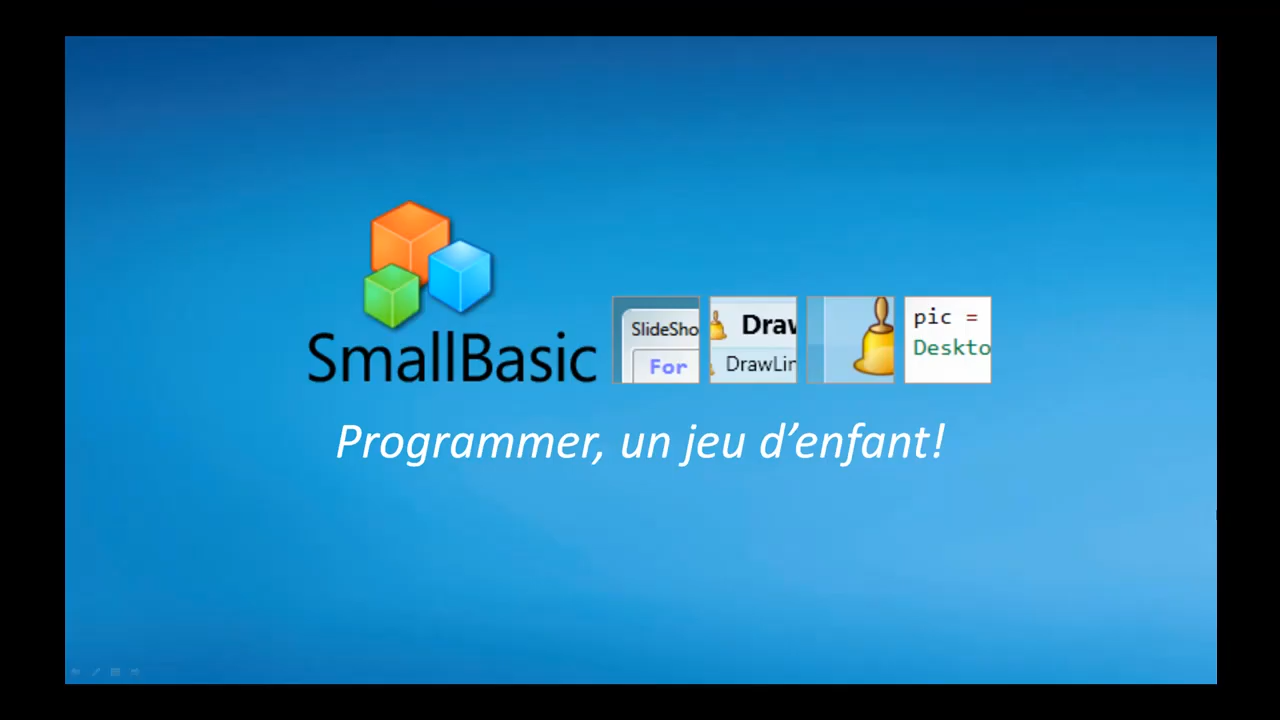 SmallBasic
SlideSho
For
Draw
DrawLin
pic =
Deskto
Programmer, un jeu d’enfant!